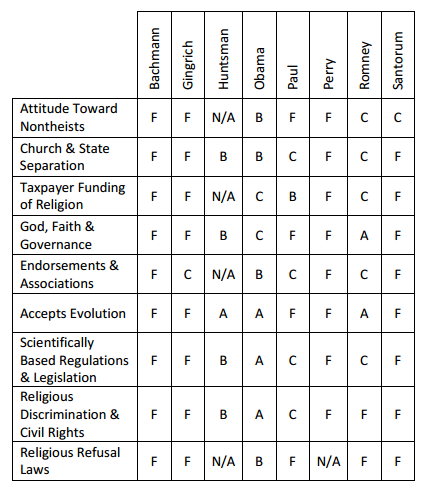 Bachmann Gingrich Huntsman Obama Paul Perry Romney Santorum
Attitude Toward
Nontheists F F N/A B F F C C
Church & State
Separation F F B B C F C F
Taxpayer Funding
of Religion F F N/A C B F C F
God, Faith &
Governance F F B C F F A F
Endorsements &
Associations F C N/A B C F C F
Accepts Evolution F F A A F F A F
Scientifically
Based Regulations F F B A C F C F
& Legislation
Religious
Discrimination & F F B A C F F F
Civil Rights
Religious Refusal
Laws F F N/A B F N/A F F